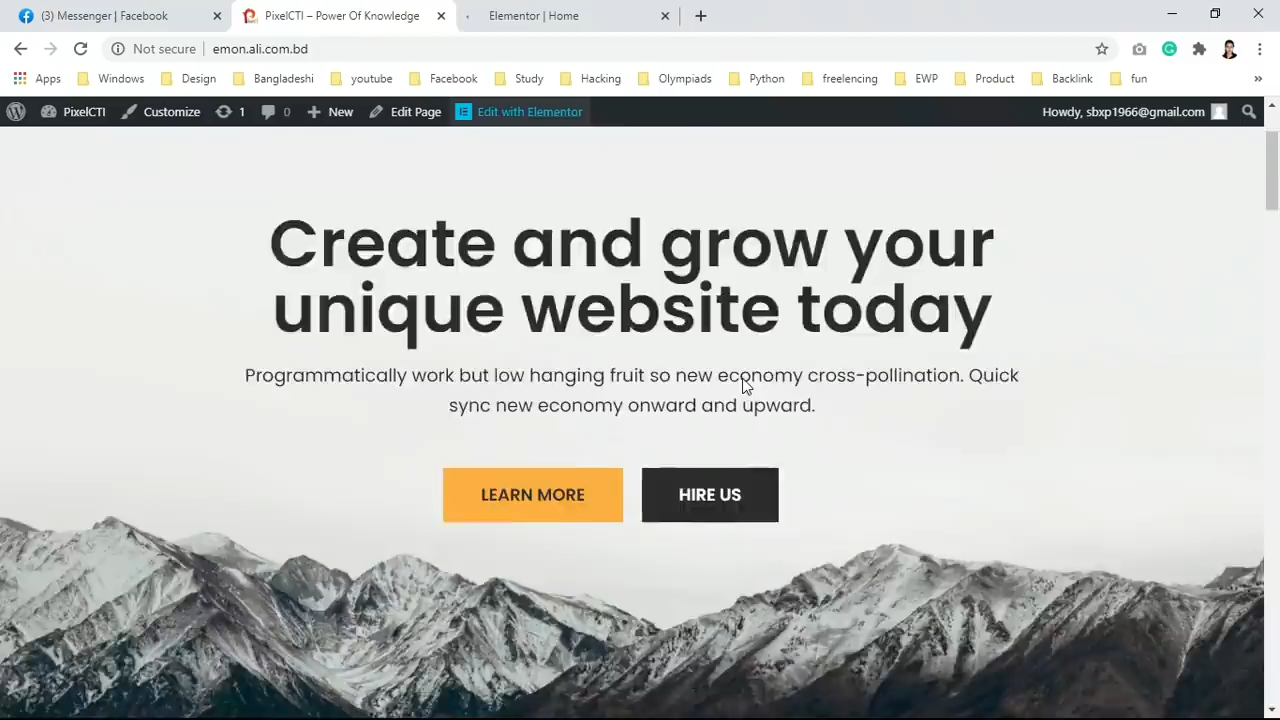 (3) Messenger | Facebook
PixelCTI – Power Of Knowledge
Elementor | Home
Not secure
emon.ali.com.bd
Apps
Windows
Design
Bangladeshi
youtube
Facebook
Study
Hacking
Olympiads
Python
freelencing
EWP
Product
Backlink
fun
PixelCTI
Customize
1
0
New
Edit Page
Edit with Elementor
Howdy, sbxp1966@gmail.com
Create and grow your
unique website today
Programmatically work but low hanging fruit so new economy cross-pollination. Quick
sync new economy onward and upward.
LEARN MORE
HIRE US